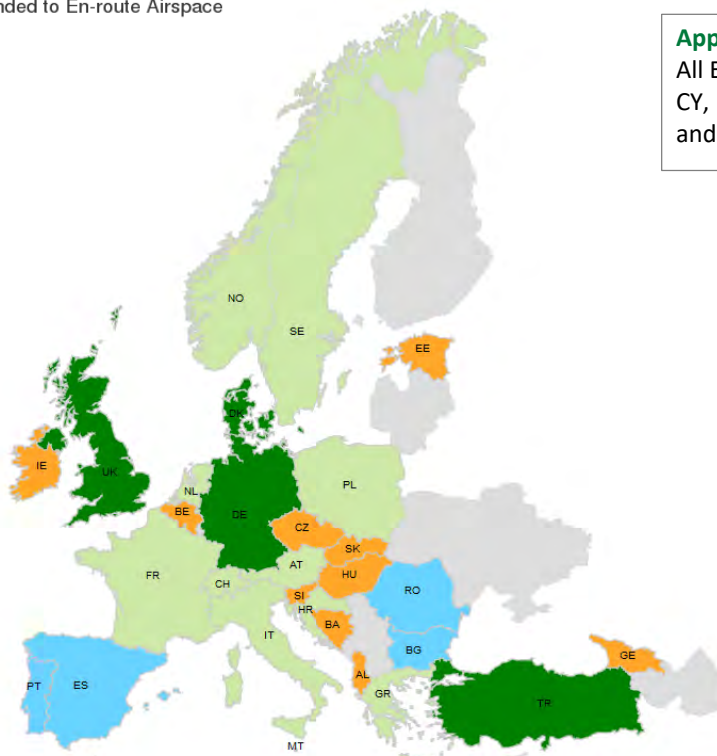 nded to En-route Airspace
App
All E
CY,
and
NO
SE
EE
DK
IE
UK
NL
PL
BE
DE
CZ
SK
FR
CH
AT
HU
RO
SI
HR
IT
BA
BG
GE
AL
PT
ES
GR
TR
MT